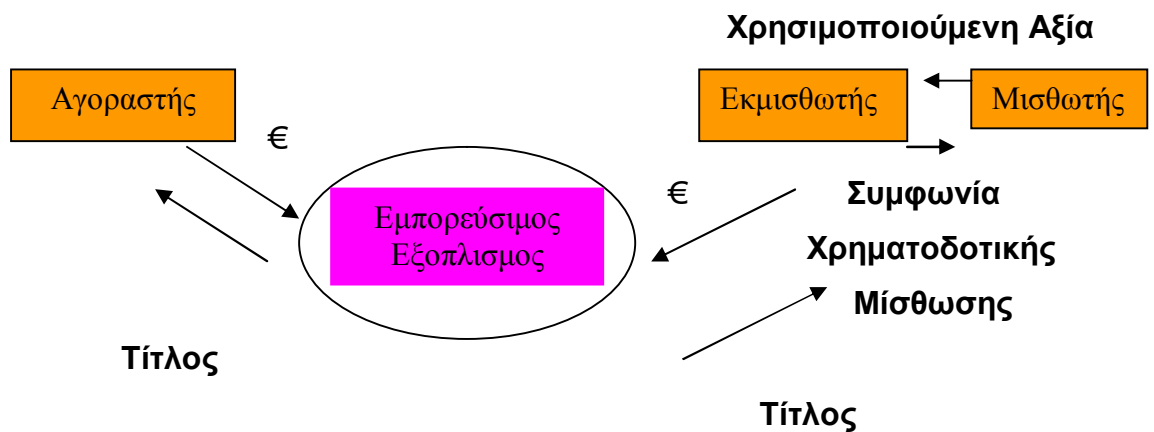 Χρησιμοποιούμενη Αξία
Αγοραστής
Εκμισθωτής
Μισθωτής
€
€
Εμπορεύσιμος
Εξοπλισμος
Συμφωνία
Χρηματοδοτικής
Μίσθωσης
Τίτλος
Τίτλος